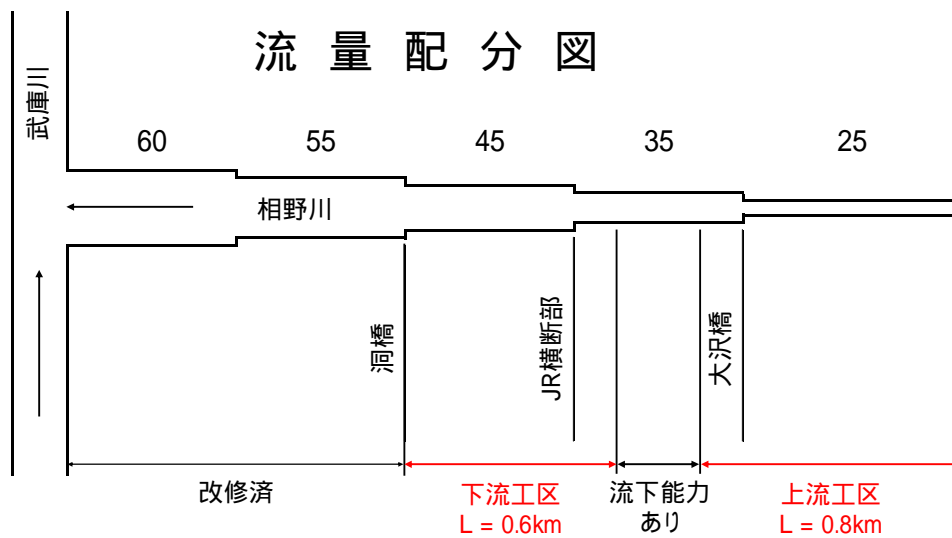 流量配分図
武庫川
60 55 45 35 25
相野川
洞橋
JR横断部
大沢橋
改修済
下流工区
L = 0.6km
流下能力
あり
上流工区
L = 0.8km